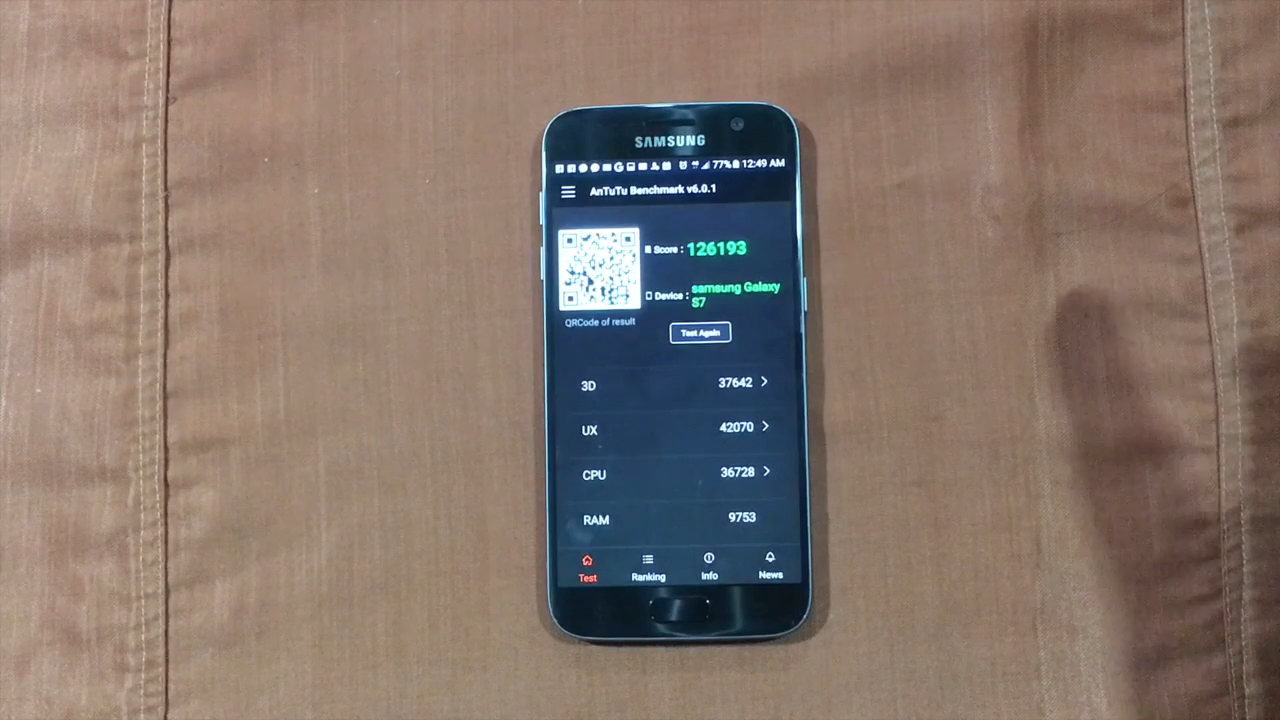 SAMSUNG
77% 12:49 AM
AnTuTu Benchmark v6.0.1
Score : 126193
Device : samsung Galaxy
S7
QRCode of result
Test Again
3D 37642
UX 42070
CPU 36728
RAM 9753
Test Ranking Info News